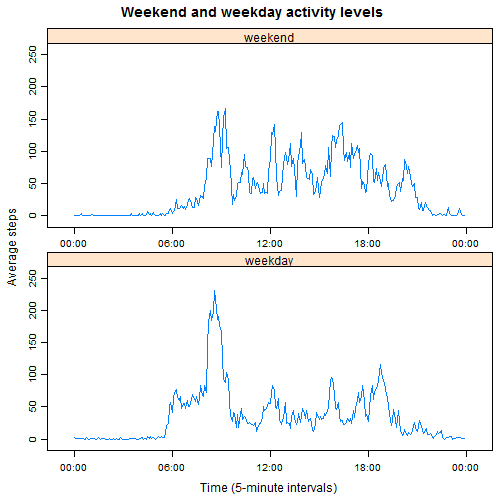 Weekend and weekday activity levels
weekend
250
200
150
100
50
0
00:00 06:00 12:00 18:00 00:00
Average steps
weekday
250
200
150
100
50
0
00:00 06:00 12:00 18:00 00:00
Time (5-minute intervals)